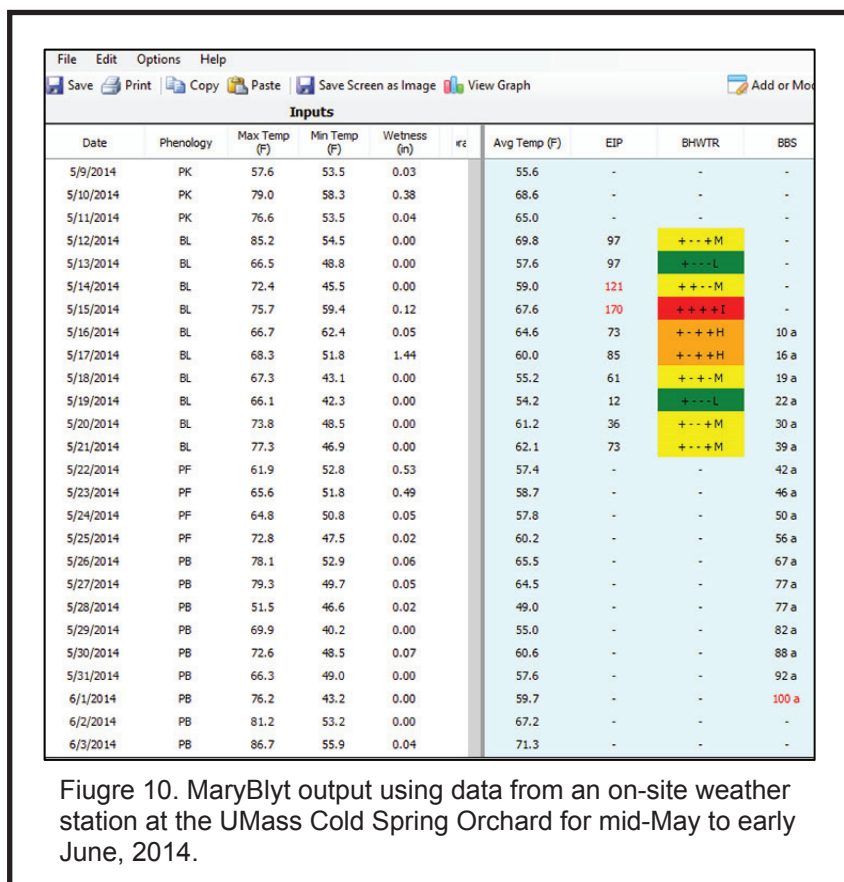 File Edit Options Help
Save Print Copy Paste Save Screen as Image View Graph Add or Mod
Inputs
Date Phenology Max Temp (F) Min Temp (F) Wetness (in) Avg Temp (F) EIP BHWTR BBS
5/9/2014 PK 57.6 53.5 0.03 55.6 - - -
5/10/2014 PK 79.0 58.3 0.38 68.6 - - -
5/11/2014 PK 76.6 53.5 0.04 65.0 - - -
5/12/2014 BL 85.2 54.5 0.00 69.8 97 + - - + M -
5/13/2014 BL 66.5 48.8 0.00 57.6 97 + - - - L -
5/14/2014 BL 72.4 45.5 0.00 59.0 121 + + - - M -
5/15/2014 BL 75.7 59.4 0.12 67.6 170 + + + + I -
5/16/2014 BL 66.7 62.4 0.05 64.6 73 + - + + H 10 a
5/17/2014 BL 68.3 51.8 1.44 60.0 85 + - + + H 16 a
5/18/2014 BL 67.3 43.1 0.00 55.2 61 + - + - M 19 a
5/19/2014 BL 66.1 42.3 0.00 54.2 12 + - - - L 22 a
5/20/2014 BL 73.8 48.5 0.00 61.2 36 + - - + M 30 a
5/21/2014 BL 77.3 46.9 0.00 62.1 73 + - - + M 39 a
5/22/2014 PF 61.9 52.8 0.53 57.4 - - 42 a
5/23/2014 PF 65.6 51.8 0.49 58.7 - - 46 a
5/24/2014 PF 64.8 50.8 0.05 57.8 - - 50 a
5/25/2014 PF 72.8 47.5 0.02 60.2 - - 56 a
5/26/2014 PB 78.1 52.9 0.06 65.5 - - 67 a
5/27/2014 PB 79.3 49.7 0.05 64.5 - - 77 a
5/28/2014 PB 51.5 46.6 0.02 49.0 - - 77 a
5/29/2014 PB 69.9 40.2 0.00 55.0 - - 82 a
5/30/2014 PB 72.6 48.5 0.07 60.6 - - 88 a
5/31/2014 PB 66.3 49.0 0.00 57.6 - - 92 a
6/1/2014 PB 76.2 43.2 0.00 59.7 - - 100 a
6/2/2014 PB 81.2 53.2 0.00 67.2 - - -
6/3/2014 PB 86.7 55.9 0.04 71.3 - - -
Fiugre 10. MaryBlyt output using data from an on-site weather
station at the UMass Cold Spring Orchard for mid-May to early
June, 2014.